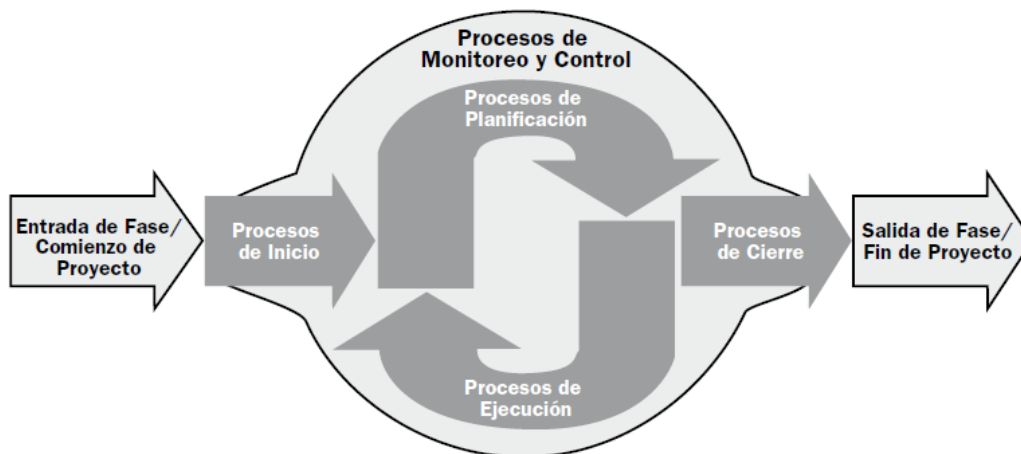 Procesos de
Monitoreo y Control
Procesos de
Planificación
Entrada de Fase/
Comienzo de
Proyecto
Procesos
de Inicio
Procesos
de Cierre
Salida de Fase/
Fin de Proyecto
Procesos de
Ejecución